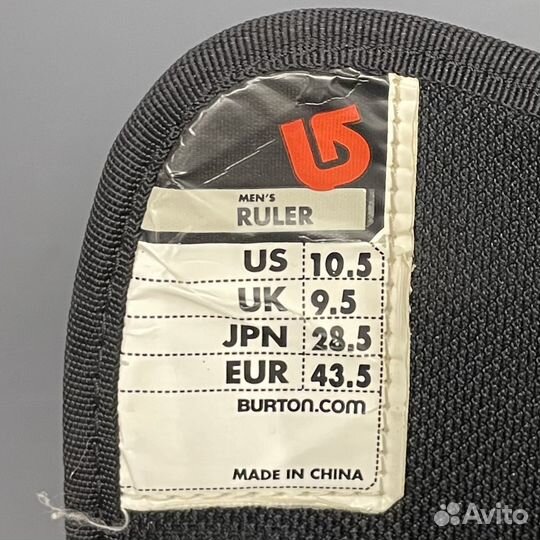 MEN'S
RULER
US 10.5
UK 9.5
JPN 28.5
EUR 43.5
BURTON.COM
MADE IN CHINA
Avito